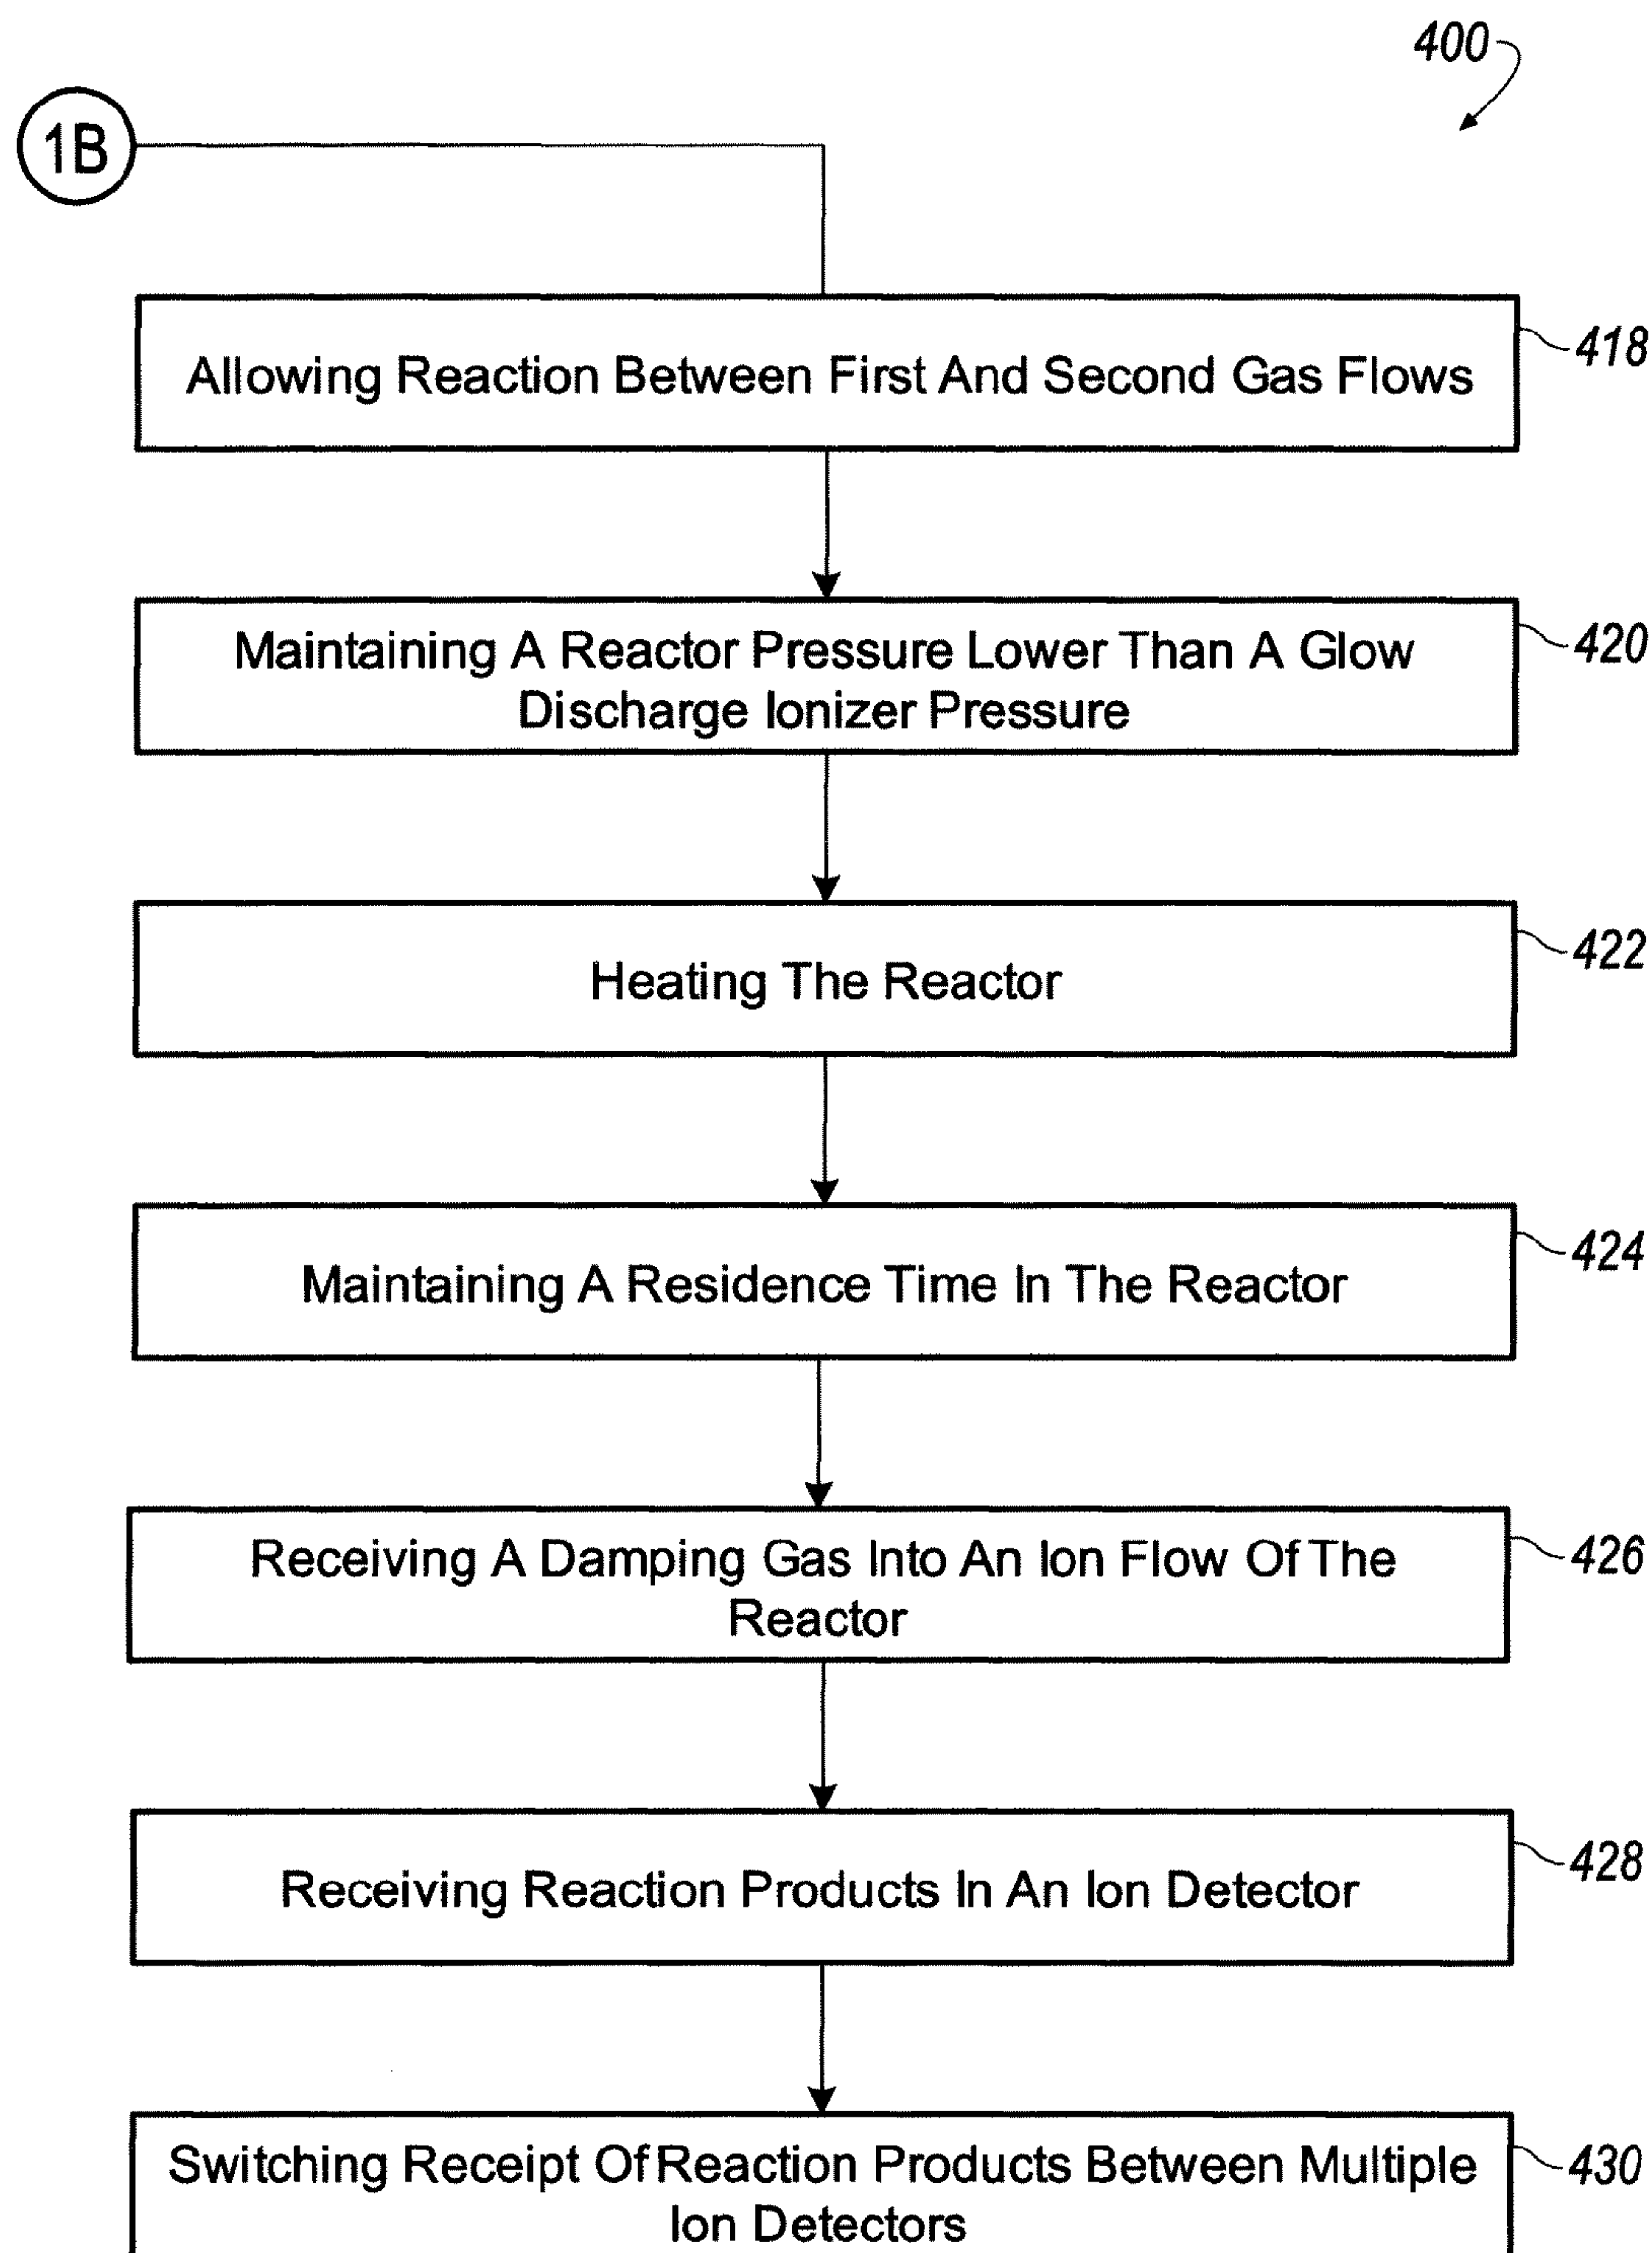 400
1B
Allowing Reaction Between First And Second Gas Flows
418
Maintaining A Reactor Pressure Lower Than A Glow
Discharge Ionizer Pressure
420
Heating The Reactor
422
Maintaining A Residence Time In The Reactor
424
Receiving A Damping Gas Into An Ion Flow Of The
Reactor
426
Receiving Reaction Products In An Ion Detector
428
Switching Receipt Of Reaction Products Between Multiple
Ion Detectors
430